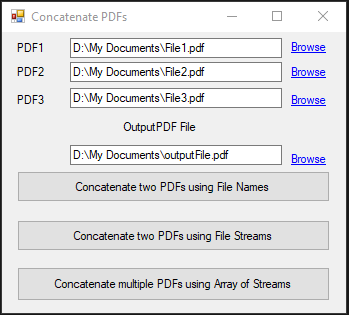 Concatenate PDFs
PDF1 D:\My Documents\File1.pdf Browse
PDF2 D:\My Documents\File2.pdf Browse
PDF3 D:\My Documents\File3.pdf Browse
OutputPDF File
D:\My Documents\outputFile.pdf Browse
Concatenate two PDFs using File Names
Concatenate two PDFs using File Streams
Concatenate multiple PDFs using Array of Streams